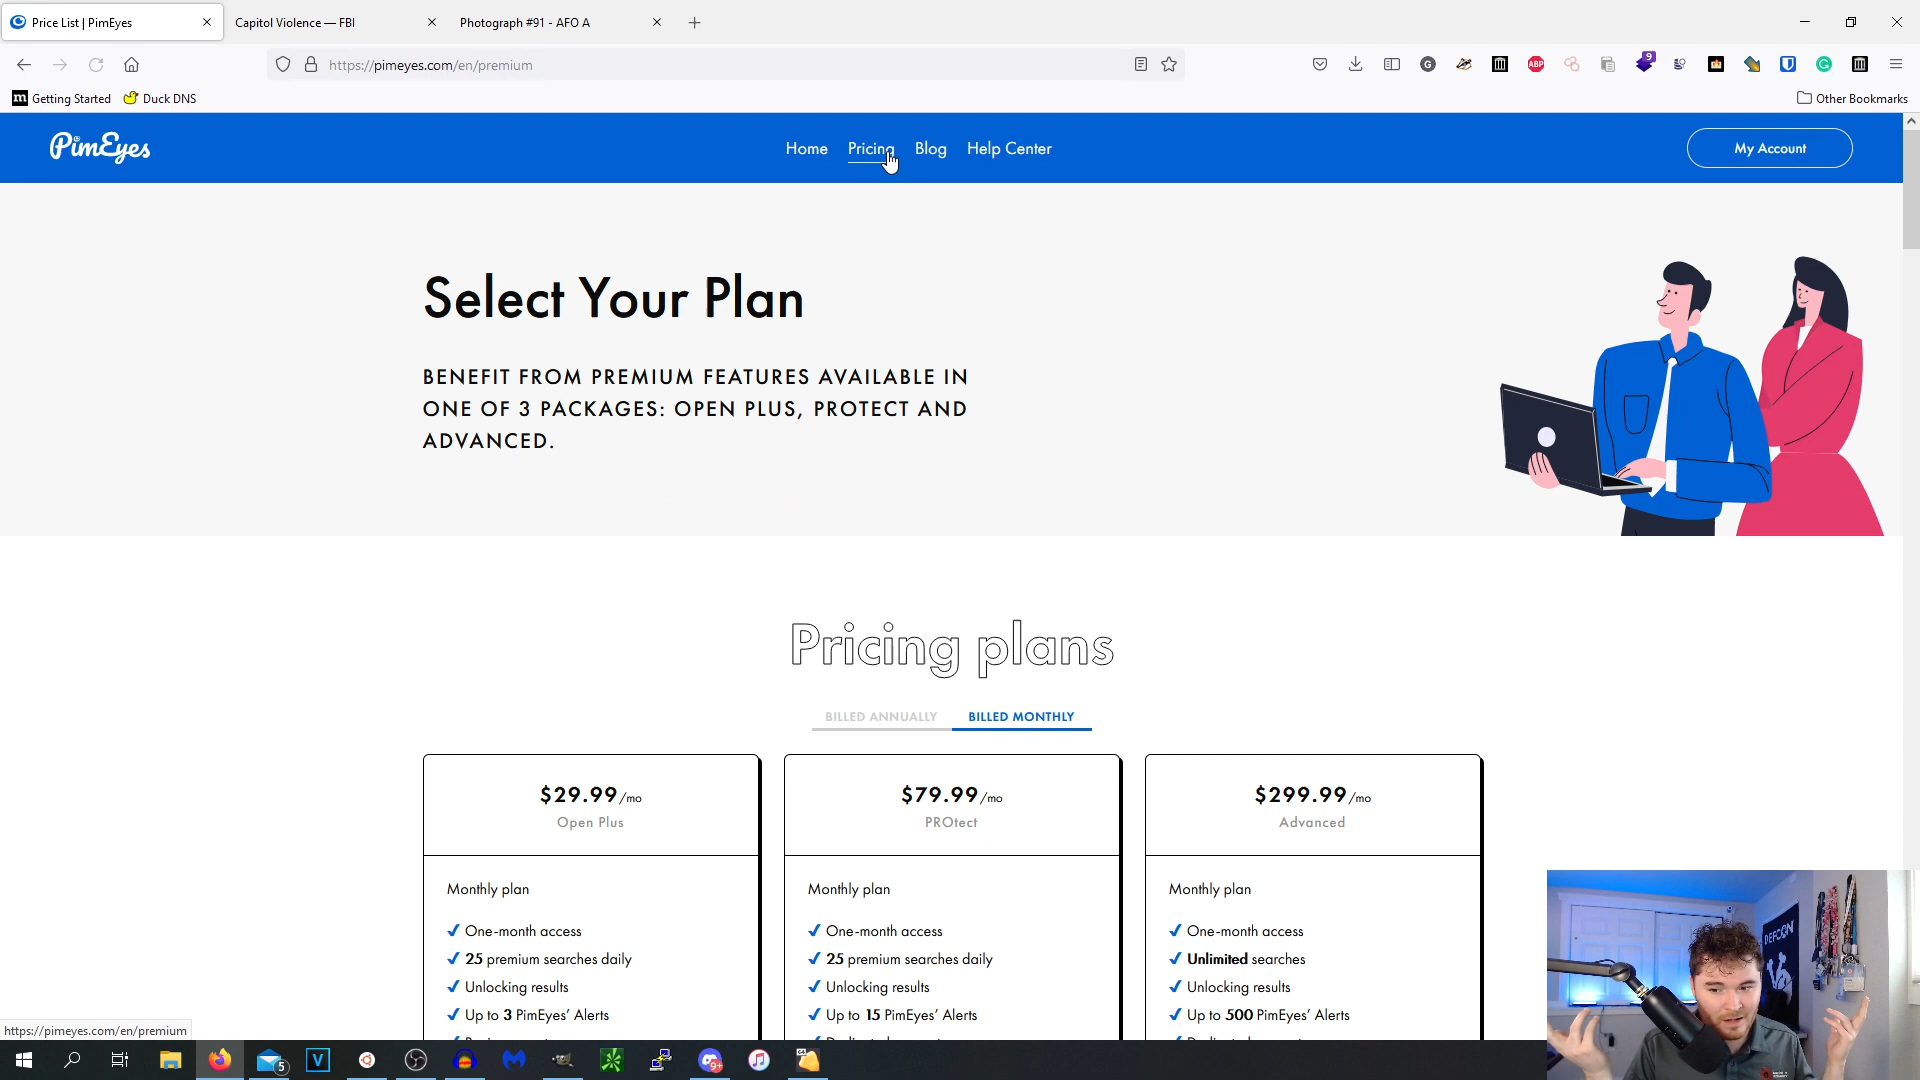 Price List | PimEyes
Capitol Violence — FBI
Photograph #91 - AFO A
https://pimeyes.com/en/premium
Getting Started
Duck DNS
Other Bookmarks
PimEyes
Home
Pricing
Blog
Help Center
My Account
Select Your Plan
BENEFIT FROM PREMIUM FEATURES AVAILABLE IN
ONE OF 3 PACKAGES: OPEN PLUS, PROTECT AND
ADVANCED.
Pricing plans
BILLED ANNUALLY
BILLED MONTHLY
$29.99/mo
Open Plus
Monthly plan
One-month access
25 premium searches daily
Unlocking results
Up to 3 PimEyes’ Alerts
$79.99/mo
PROtect
Monthly plan
One-month access
25 premium searches daily
Unlocking results
Up to 15 PimEyes’ Alerts
$299.99/mo
Advanced
Monthly plan
One-month access
Unlimited searches
Unlocking results
Up to 500 PimEyes’ Alerts
DEFCON
https://pimeyes.com/en/premium